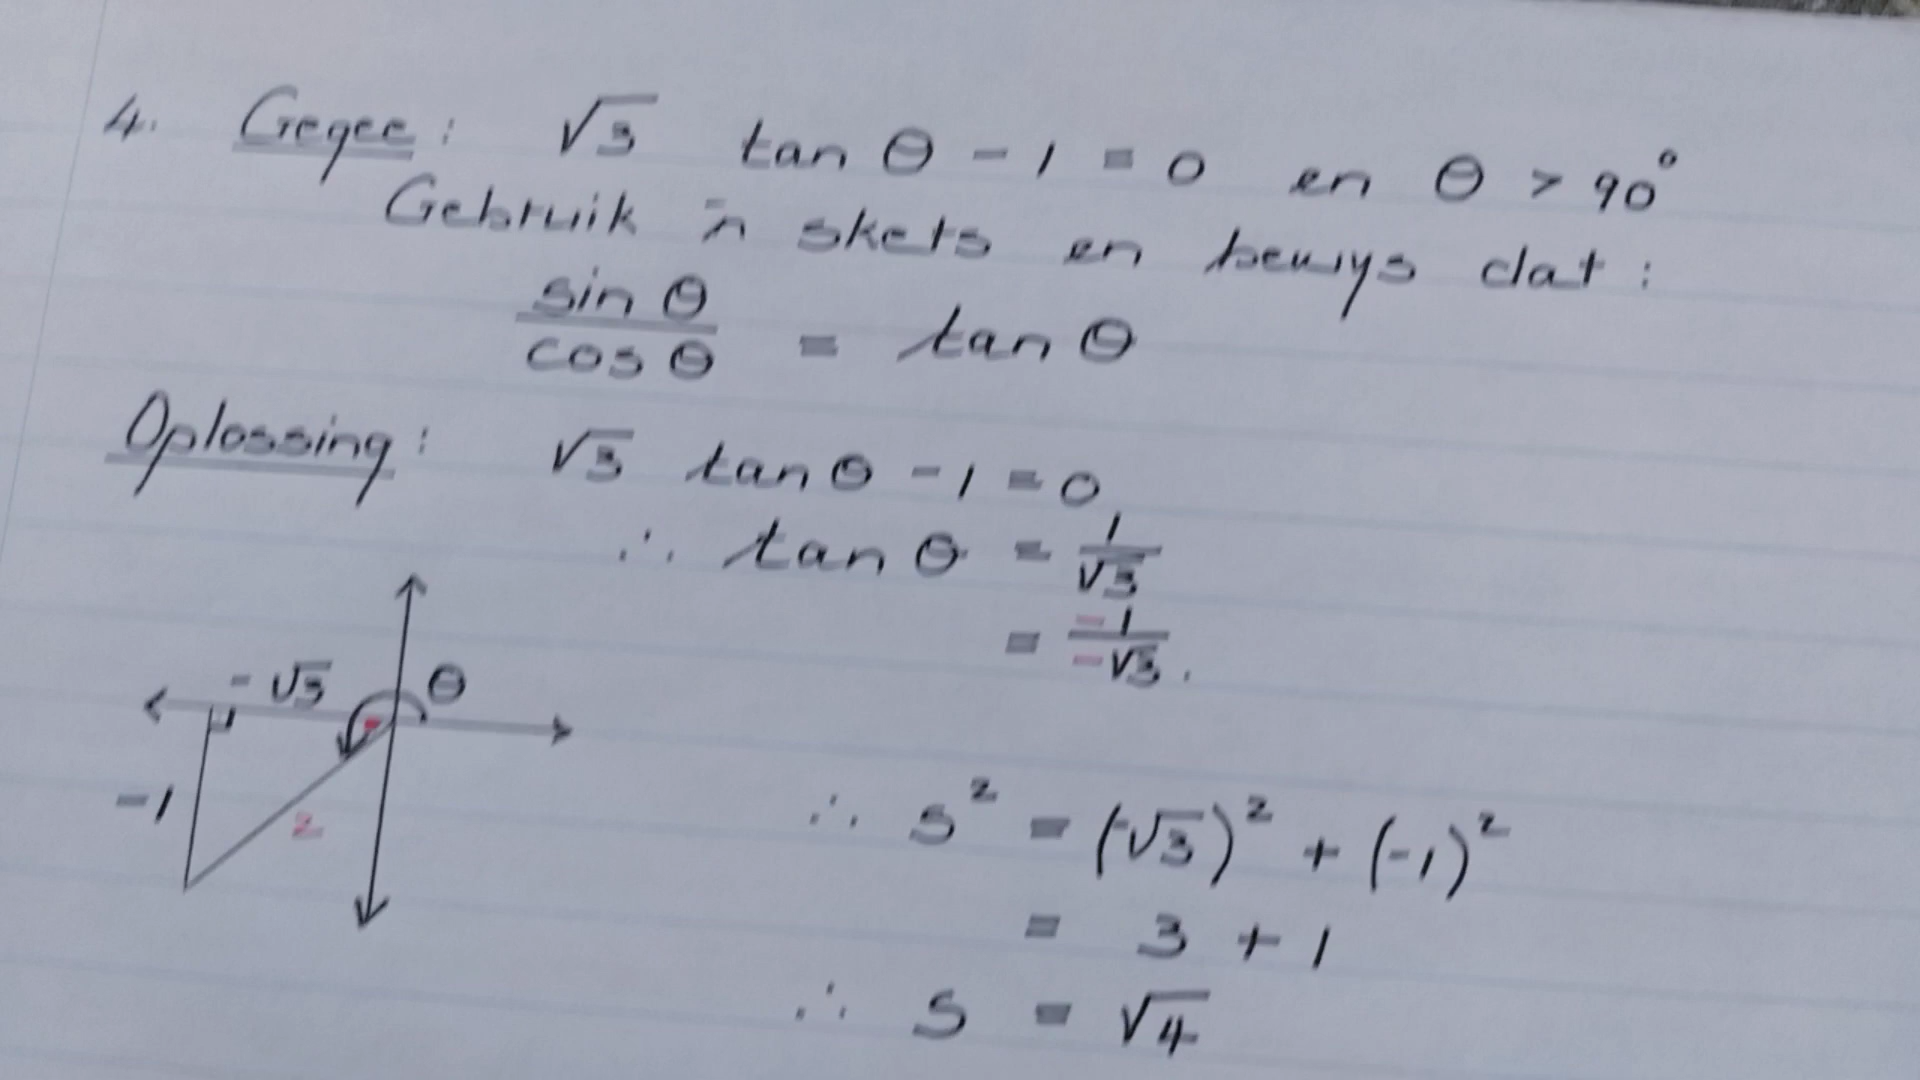 4. Gegee: √3 tan θ - 1 = 0 en θ > 90°
Gebruik 'n skets en bewys dat:
sin θ / cos θ = tan θ
Oplossing: √3 tan θ - 1 = 0
∴ tan θ = 1/√3
= -1/-√3.
-√3 θ
-1
2
∴ s² = (-√3)² + (-1)²
= 3 + 1
∴ s = √4